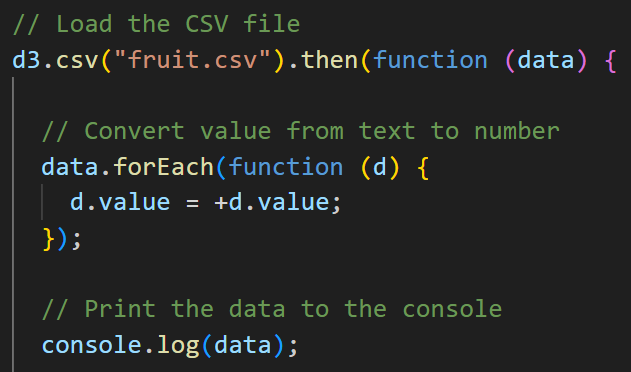 // Load the CSV file
d3.csv("fruit.csv").then(function (data) {
// Convert value from text to number
data.forEach(function (d) {
d.value = +d.value;
});
// Print the data to the console
console.log(data);